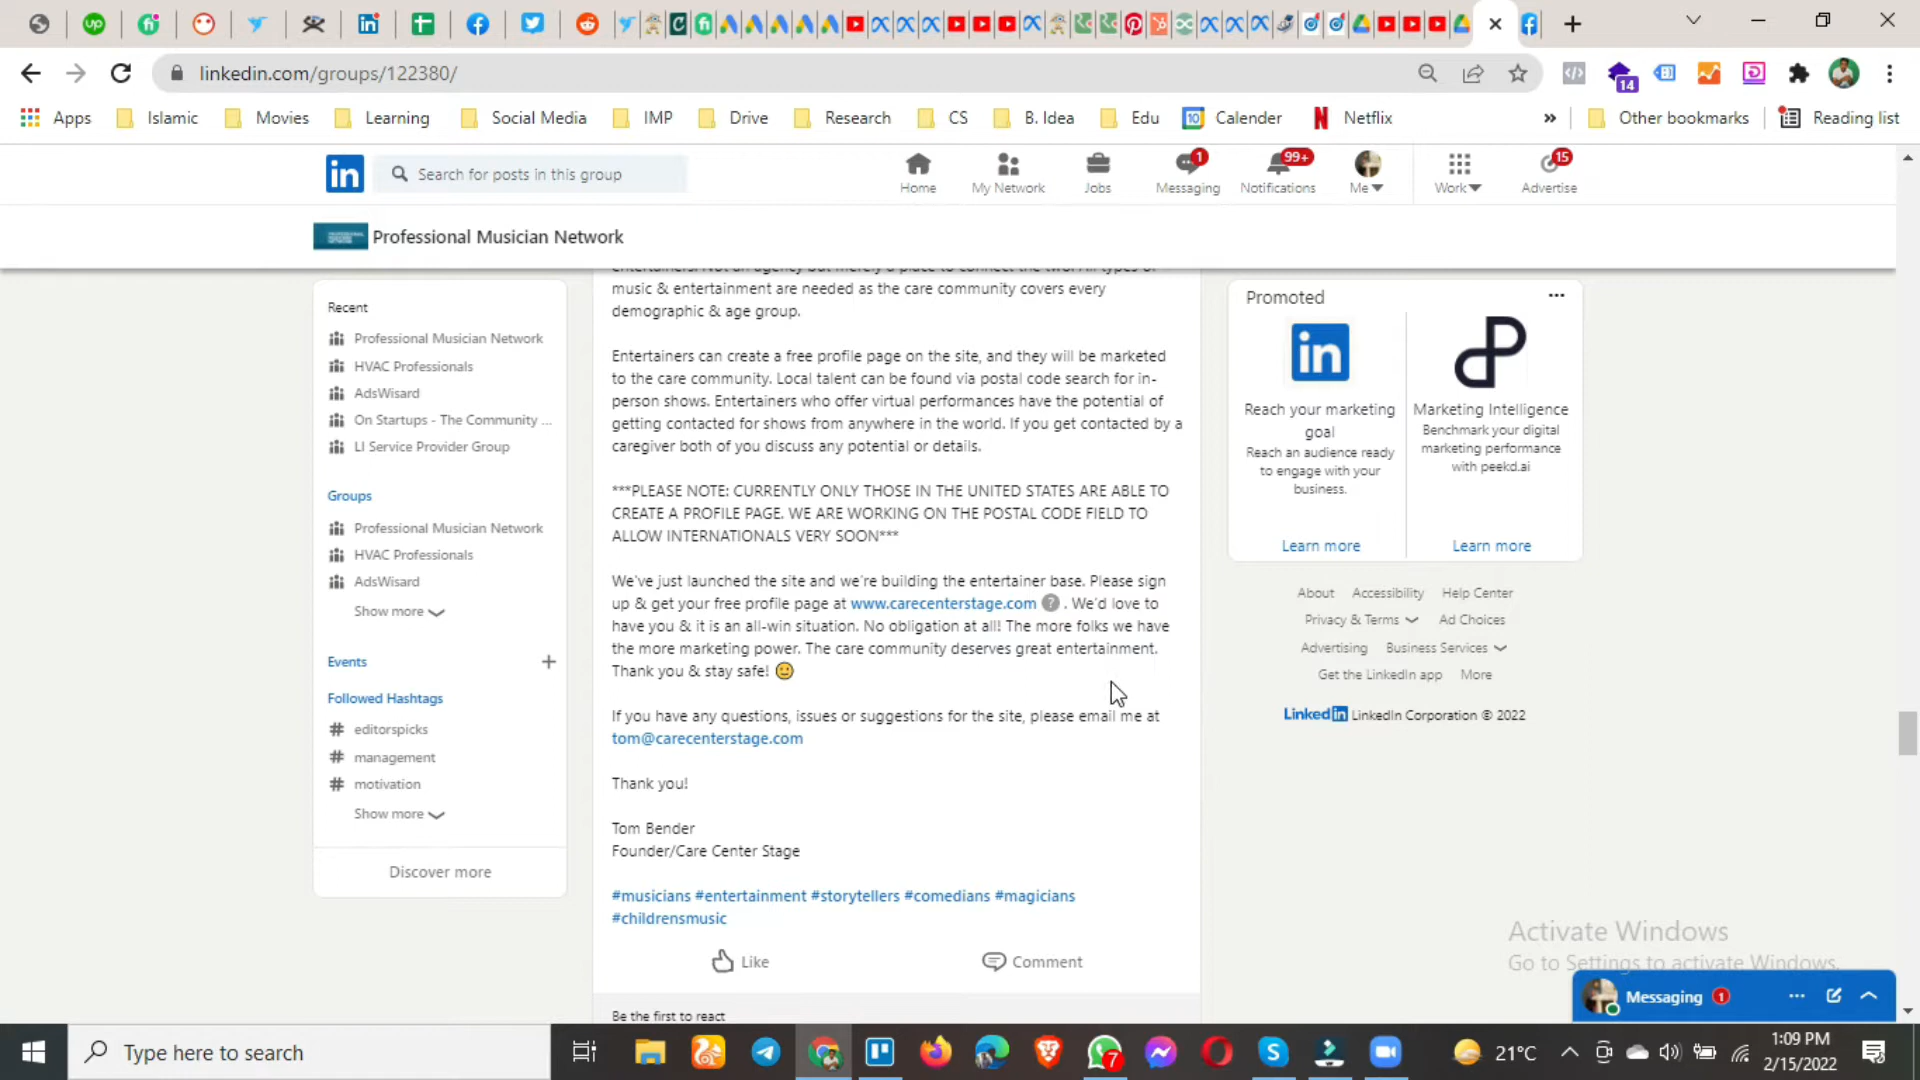 linkedin.com/groups/122380/
14
Apps
Islamic
Movies
Learning
Social Media
IMP
Drive
Research
CS
B. Idea
Edu
10
Calender
Netflix
»
Other bookmarks
Reading list
in
Search for posts in this group
Home
My Network
Jobs
1
Messaging
99+
Notifications
Me
Work
15
Advertise
Professional Musician Network
Recent
Professional Musician Network
HVAC Professionals
AdsWisard
On Startups - The Community ...
LI Service Provider Group
Groups
Professional Musician Network
HVAC Professionals
AdsWisard
Show more
Events
Followed Hashtags
# editorspicks
# management
# motivation
Show more
Discover more
music & entertainment are needed as the care community covers every
demographic & age group.
Entertainers can create a free profile page on the site, and they will be marketed
to the care community. Local talent can be found via postal code search for in-
person shows. Entertainers who offer virtual performances have the potential of
getting contacted for shows from anywhere in the world. If you get contacted by a
caregiver both of you discuss any potential or details.
***PLEASE NOTE: CURRENTLY ONLY THOSE IN THE UNITED STATES ARE ABLE TO
CREATE A PROFILE PAGE. WE ARE WORKING ON THE POSTAL CODE FIELD TO
ALLOW INTERNATIONALS VERY SOON***
We've just launched the site and we're building the entertainer base. Please sign
up & get your free profile page at www.carecenterstage.com ? . We'd love to
have you & it is an all-win situation. No obligation at all! The more folks we have
the more marketing power. The care community deserves great entertainment.
Thank you & stay safe! 🙂
If you have any questions, issues or suggestions for the site, please email me at
tom@carecenterstage.com
Thank you!
Tom Bender
Founder/Care Center Stage
#musicians #entertainment #storytellers #comedians #magicians
#childrensmusic
Like
Comment
Be the first to react
Promoted
in
Reach your marketing
goal
Reach an audience ready
to engage with your
business.
Learn more
Marketing Intelligence
Benchmark your digital
marketing performance
with peekd.ai
Learn more
About Accessibility Help Center
Privacy & Terms Ad Choices
Advertising Business Services
Get the LinkedIn app More
Linkedin LinkedIn Corporation © 2022
Activate Windows
Go to Settings to activate Windows.
Messaging 1
Type here to search
7
21°C
1:09 PM
2/15/2022